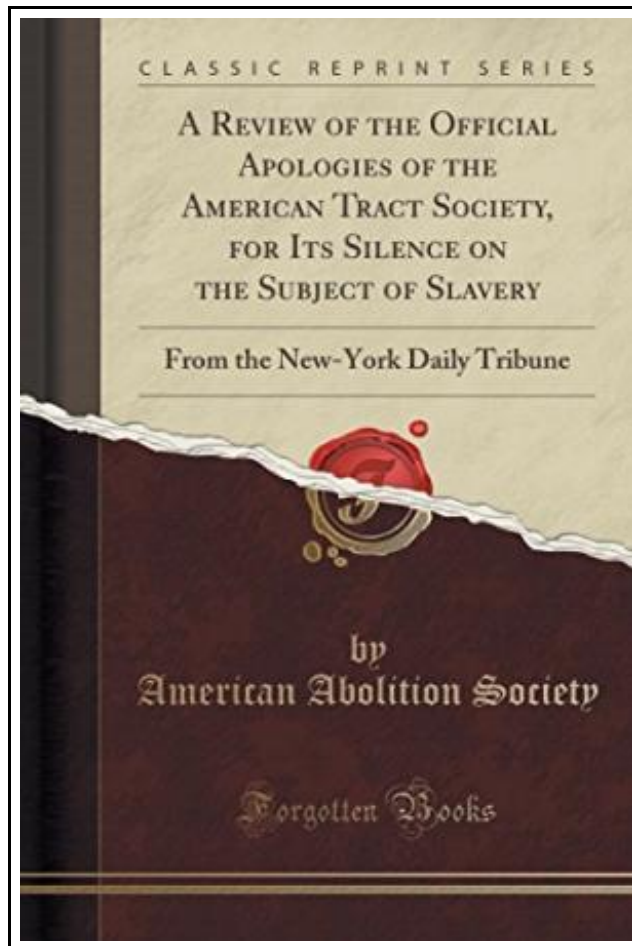 CLASSIC REPRINT SERIES
A REVIEW OF THE OFFICIAL
APOLOGIES OF THE
AMERICAN TRACT SOCIETY,
FOR ITS SILENCE ON
THE SUBJECT OF SLAVERY
From the New-York Daily Tribune
by
American Abolition Society
Forgotten Books